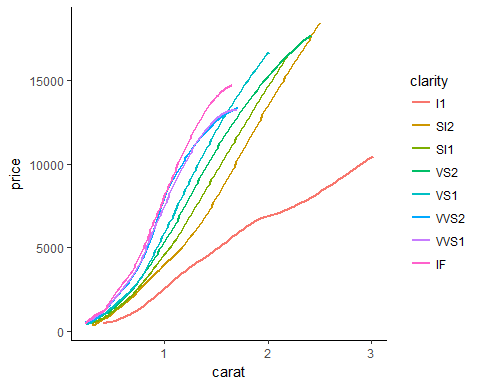 15000
10000
5000
0
price
1
2
3
carat
clarity
I1
SI2
SI1
VS2
VS1
VVS2
VVS1
IF